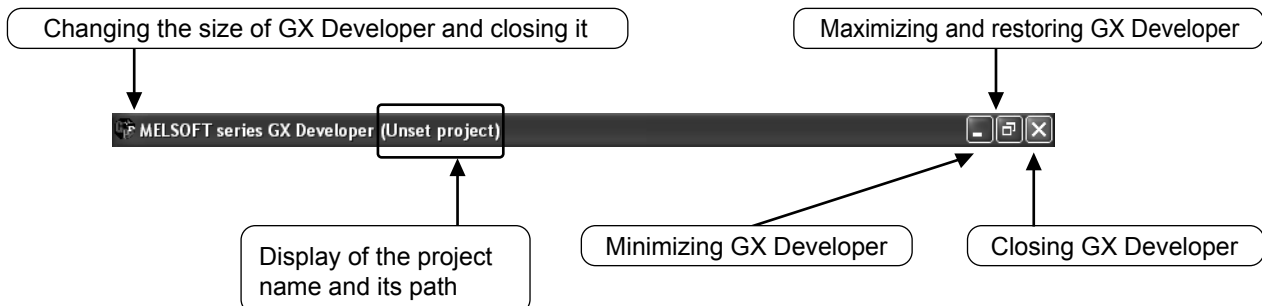 Changing the size of GX Developer and closing it
Maximizing and restoring GX Developer
MELSOFT series GX Developer (Unset project)
Display of the project
name and its path
Minimizing GX Developer
Closing GX Developer